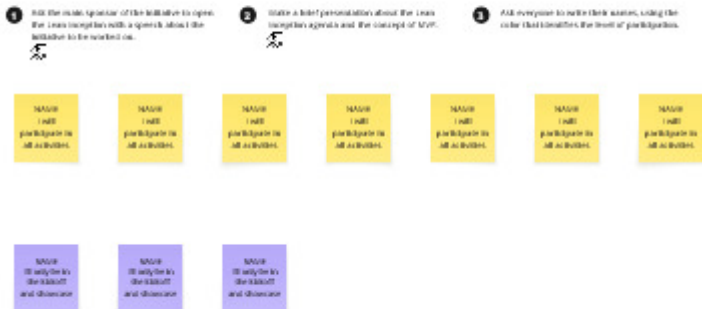 1 Ask the main sponsor of the initiative to open
the Lean Inception with a speech about the
initiative to be worked on.
2 Make a brief presentation about the Lean
Inception agenda and the concept of MVP.
3 Ask everyone to write their names, using the
color that identifies the level of participation.
NAME
I will
participate in
all activities.
NAME
I will
participate in
all activities.
NAME
I will
participate in
all activities.
NAME
I will
participate in
all activities.
NAME
I will
participate in
all activities.
NAME
I will
participate in
all activities.
NAME
I will
participate in
all activities.
NAME
I'll only be in
the kickoff
and showcase
NAME
I'll only be in
the kickoff
and showcase
NAME
I'll only be in
the kickoff
and showcase